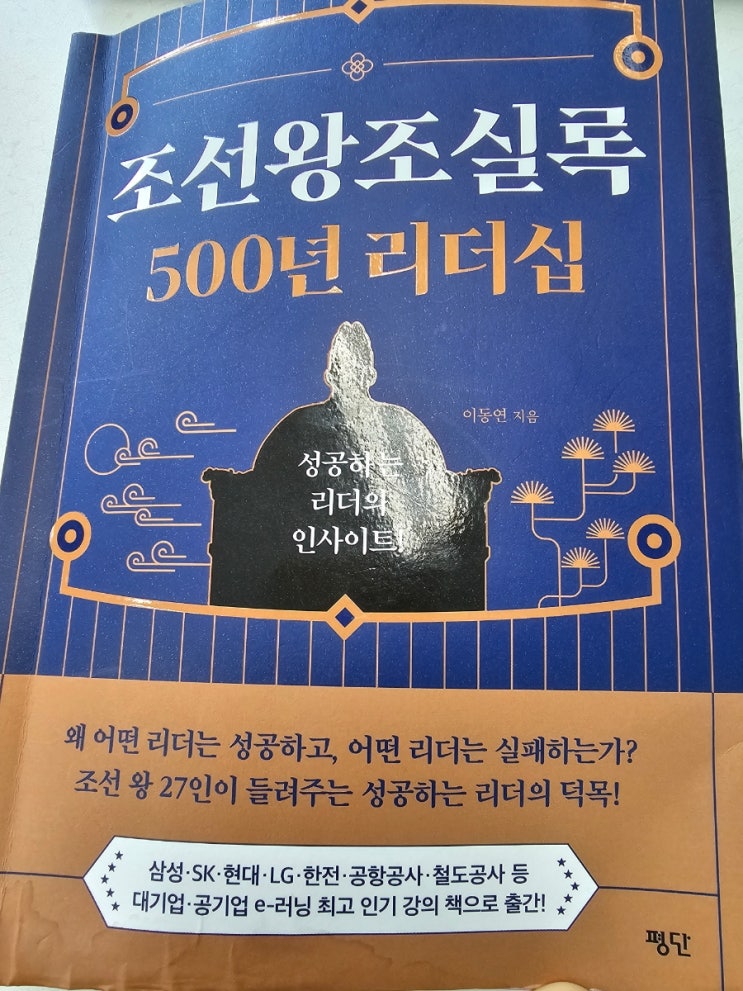 조선왕조실록
500년 리더십
이동연 지음
성공하는
리더의
인사이트!
왜 어떤 리더는 성공하고, 어떤 리더는 실패하는가?
조선 왕 27인이 들려주는 성공하는 리더의 덕목!
삼성·SK·현대·LG·한전·공항공사·철도공사 등
대기업·공기업 e-러닝 최고 인기 강의 책으로 출간!
평단